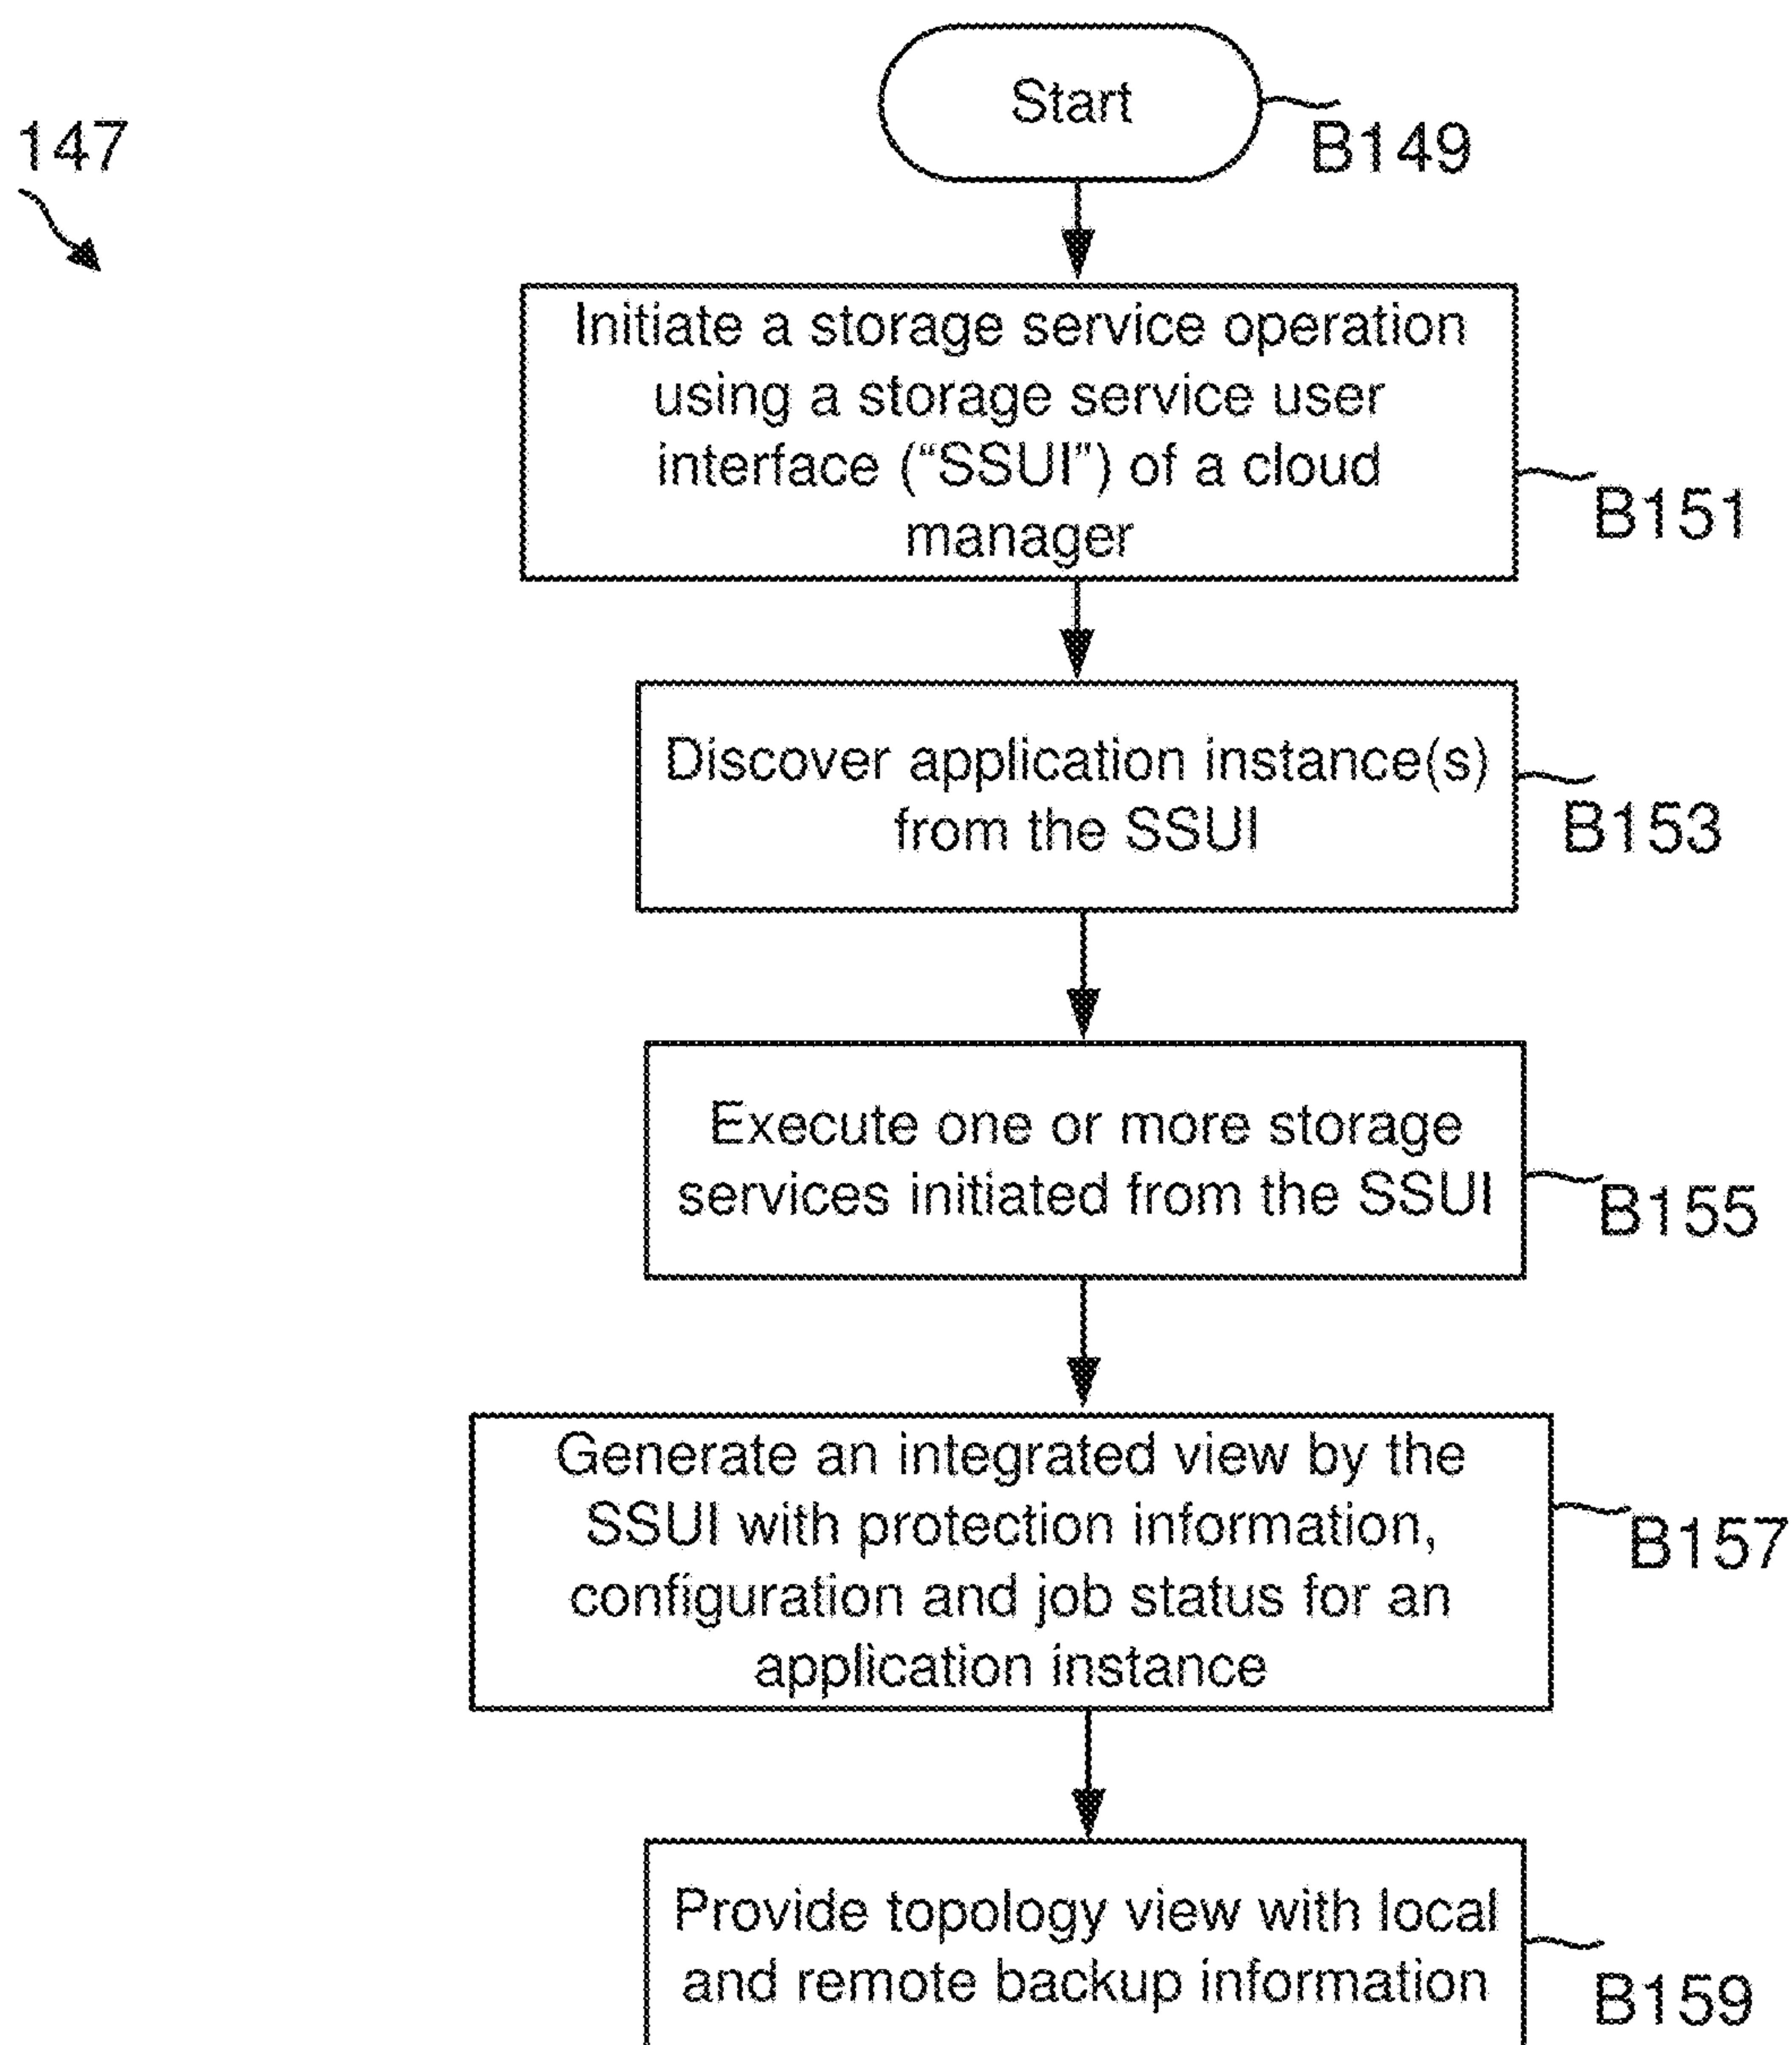 147
Start
B149
Initiate a storage service operation
using a storage service user
interface (“SSUI”) of a cloud
manager
B151
Discover application instance(s)
from the SSUI
B153
Execute one or more storage
services initiated from the SSUI
B155
Generate an integrated view by the
SSUI with protection information,
configuration and job status for an
application instance
B157
Provide topology view with local
and remote backup information
B159